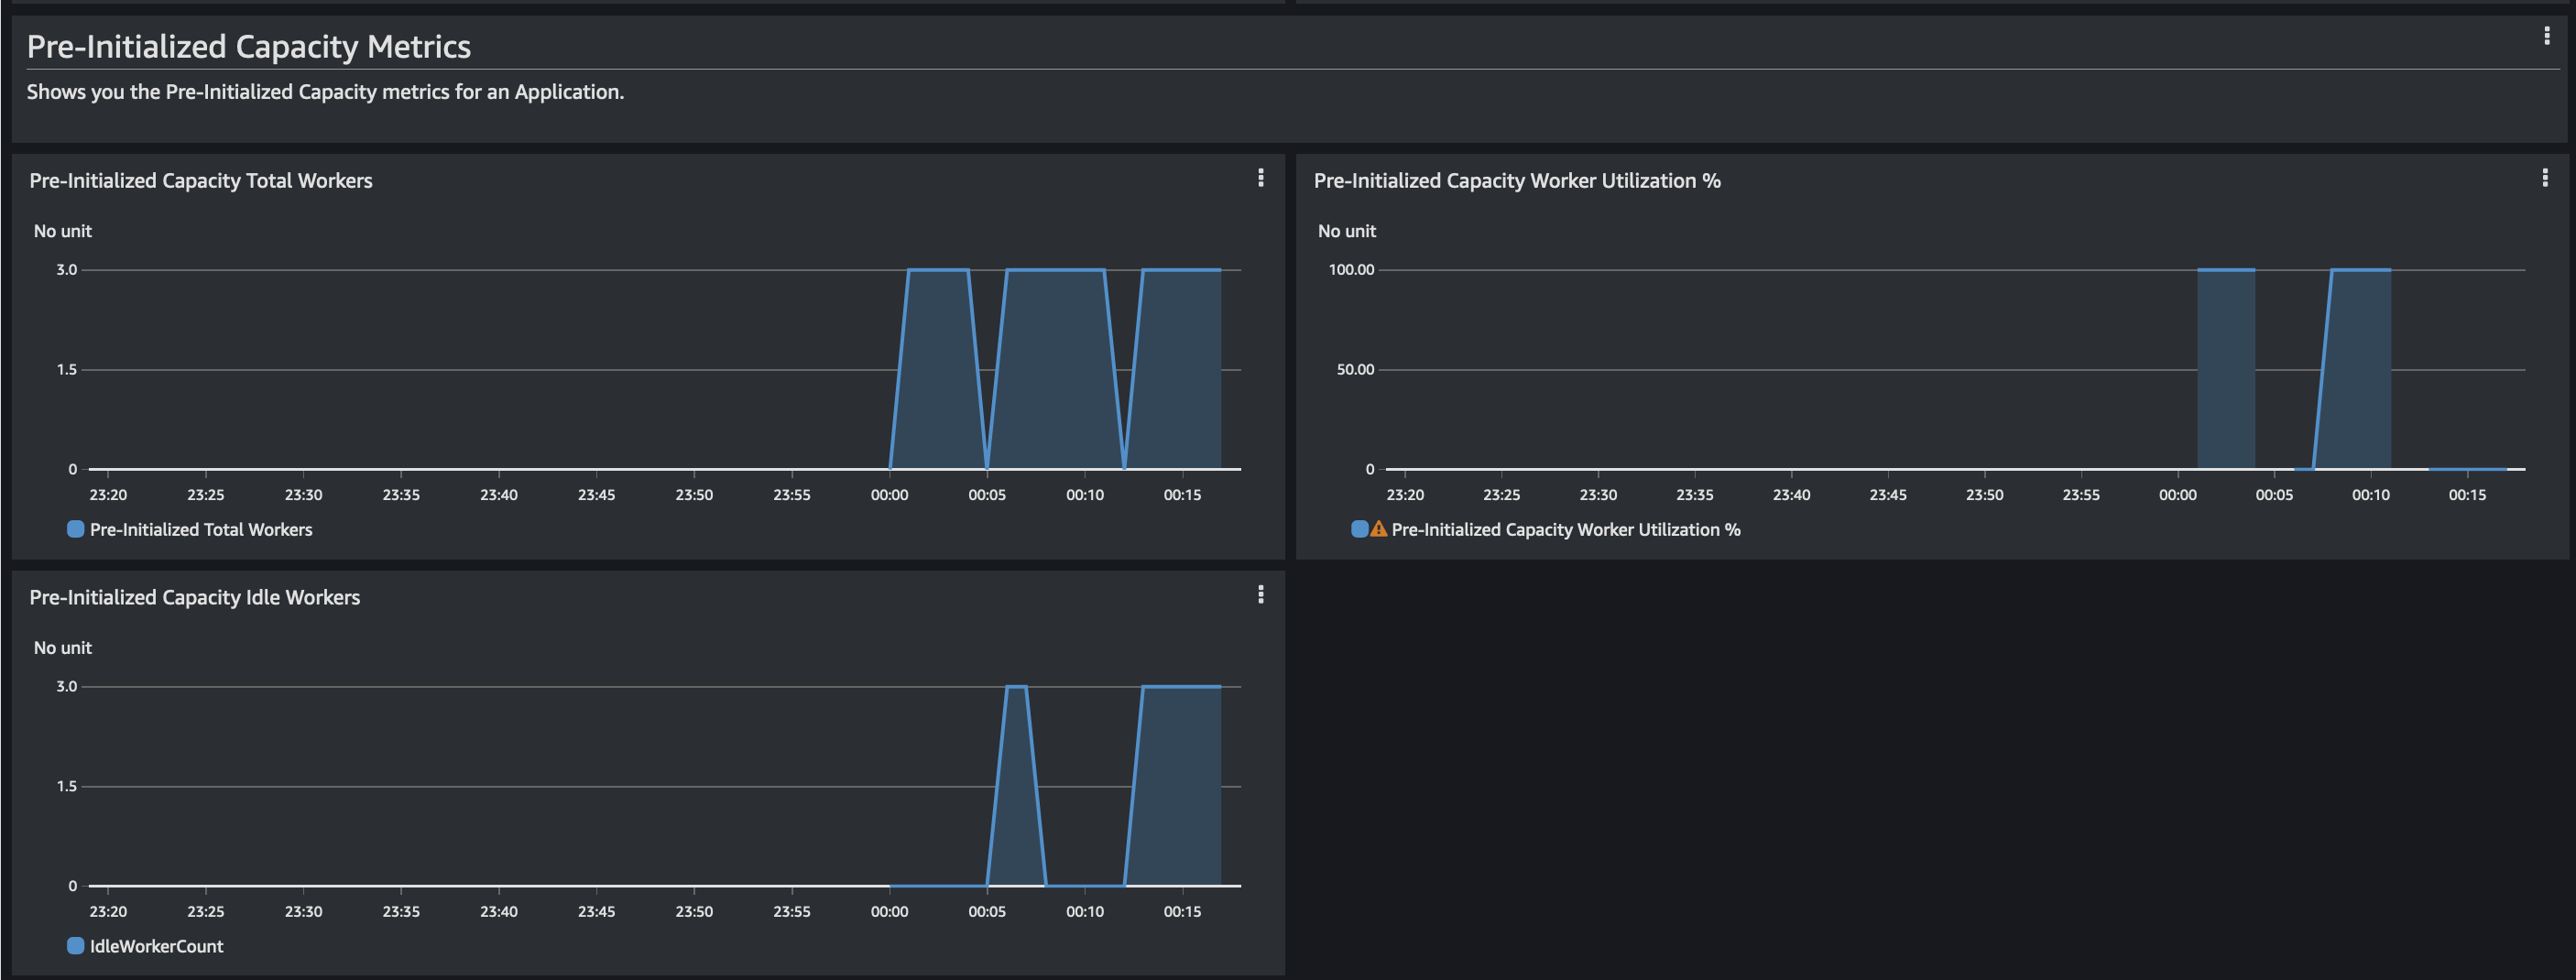 Pre-Initialized Capacity Metrics
Shows you the Pre-Initialized Capacity metrics for an Application.
Pre-Initialized Capacity Total Workers
No unit
3.0
1.5
0
23:20 23:25 23:30 23:35 23:40 23:45 23:50 23:55 00:00 00:05 00:10 00:15
Pre-Initialized Total Workers
Pre-Initialized Capacity Worker Utilization %
No unit
100.00
50.00
0
23:20 23:25 23:30 23:35 23:40 23:45 23:50 23:55 00:00 00:05 00:10 00:15
Pre-Initialized Capacity Worker Utilization %
Pre-Initialized Capacity Idle Workers
No unit
3.0
1.5
0
23:20 23:25 23:30 23:35 23:40 23:45 23:50 23:55 00:00 00:05 00:10 00:15
IdleWorkerCount